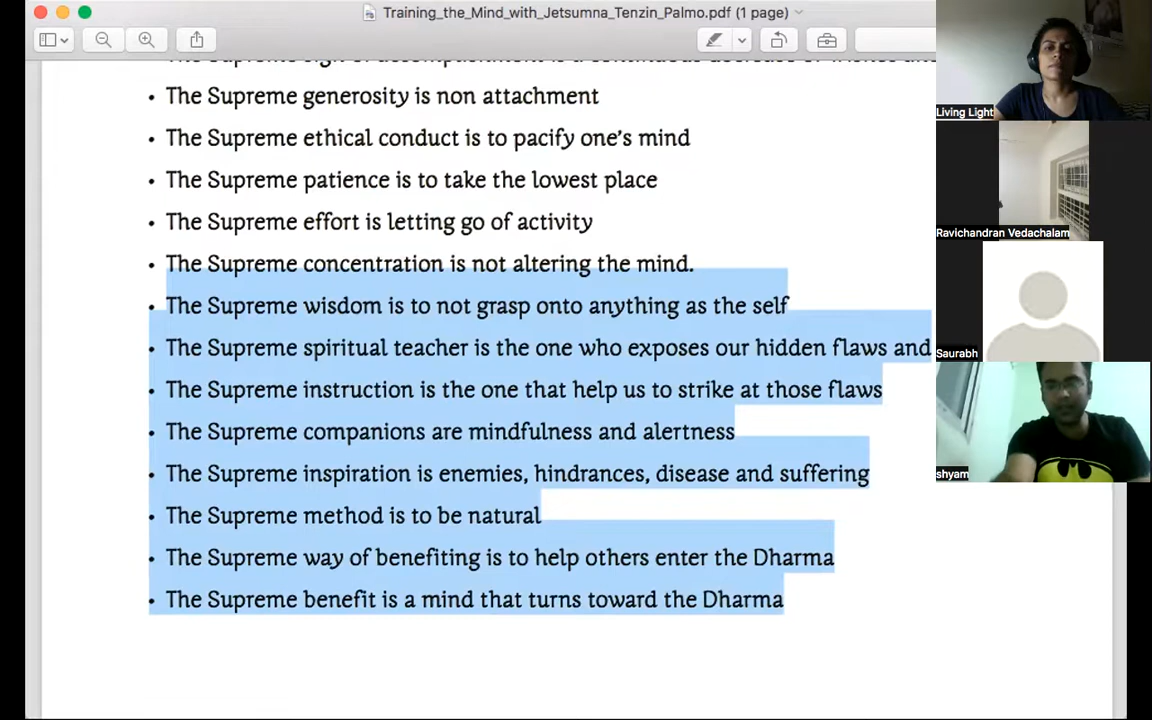 Training_the_Mind_with_Jetsumna_Tenzin_Palmo.pdf (1 page)
• The Supreme generosity is non attachment
• The Supreme ethical conduct is to pacify one's mind
• The Supreme patience is to take the lowest place
• The Supreme effort is letting go of activity
• The Supreme concentration is not altering the mind.
• The Supreme wisdom is to not grasp onto anything as the self
• The Supreme spiritual teacher is the one who exposes our hidden flaws and
• The Supreme instruction is the one that help us to strike at those flaws
• The Supreme companions are mindfulness and alertness
• The Supreme inspiration is enemies, hindrances, disease and suffering
• The Supreme method is to be natural
• The Supreme way of benefiting is to help others enter the Dharma
• The Supreme benefit is a mind that turns toward the Dharma
Living Light
Ravichandran Vedachalam
Saurabh
shyam